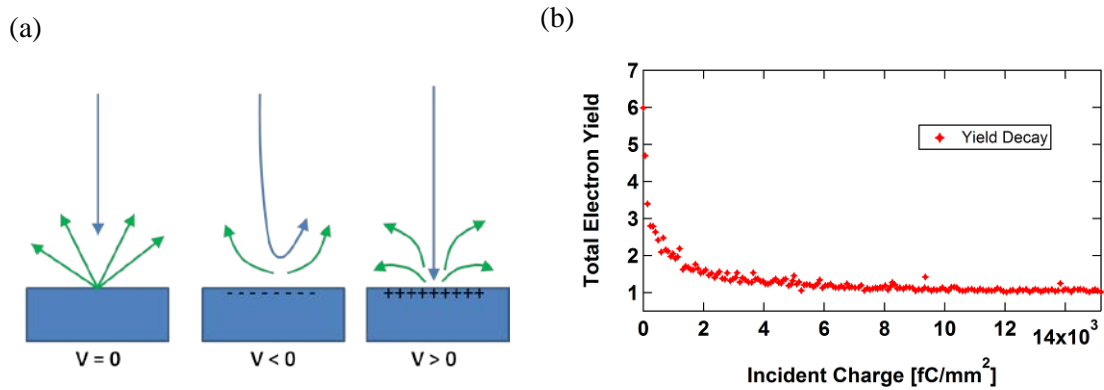 (a)
(b)
- - - - - - - -
+++++++++
V = 0
V < 0
V > 0
Total Electron Yield
7
6
5
4
3
2
1
0
Yield Decay
0
2
4
6
8
10
12
14x10³
Incident Charge [fC/mm²]